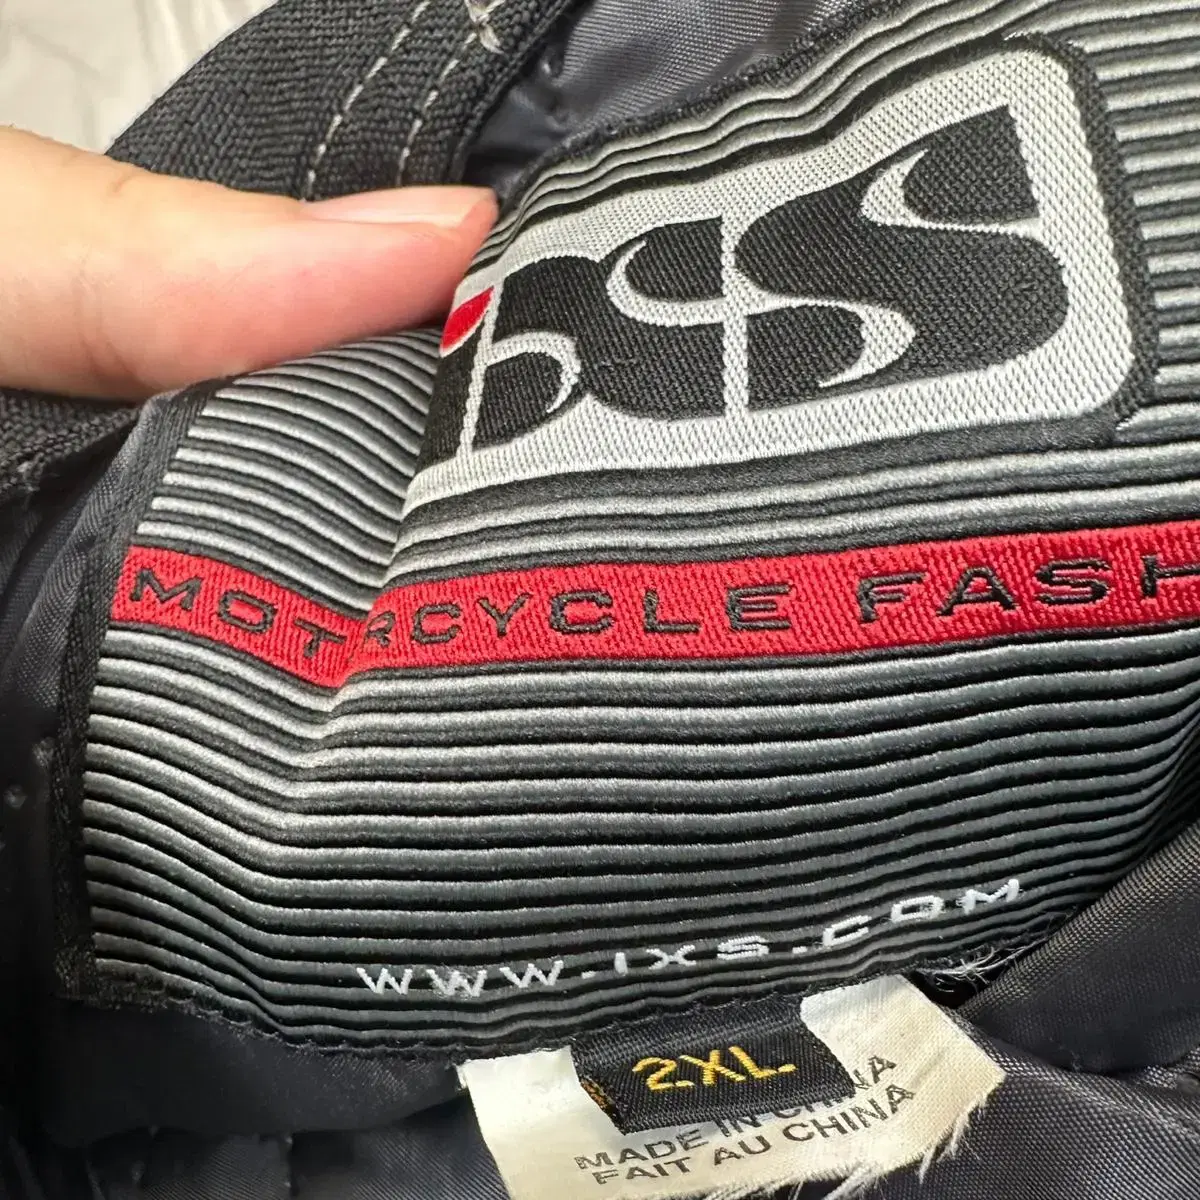 iXS
MOTORCYCLE FASH
WWW.IXS.COM
2XL
MADE IN CHINA
FAIT AU CHINA